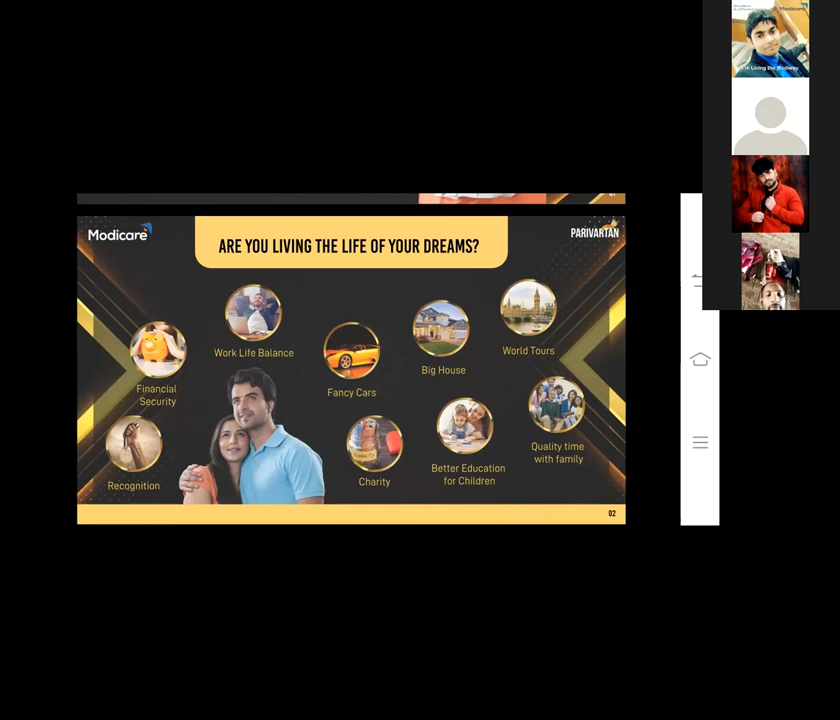 Modicare
I'm Living the Modiway
Modicare
PARIVARTAN
ARE YOU LIVING THE LIFE OF YOUR DREAMS?
Financial
Security
Work Life Balance
Fancy Cars
Big House
World Tours
Recognition
Charity
Better Education
for Children
Quality time
with family
02